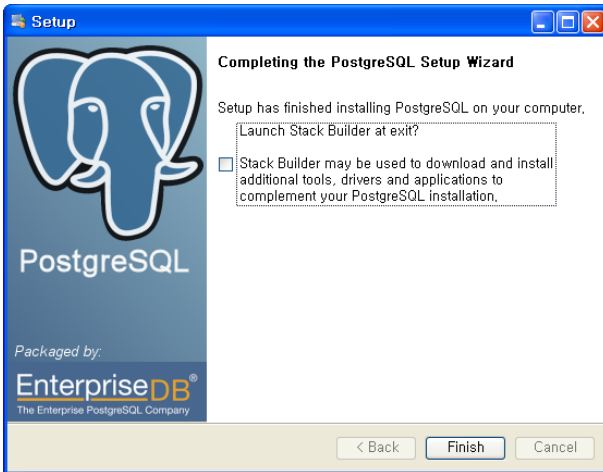 Setup
Completing the PostgreSQL Setup Wizard
Setup has finished installing PostgreSQL on your computer.
Launch Stack Builder at exit?
Stack Builder may be used to download and install
additional tools, drivers and applications to
complement your PostgreSQL installation.
PostgreSQL
Packaged by:
EnterpriseDB®
The Enterprise PostgreSQL Company
< Back
Finish
Cancel